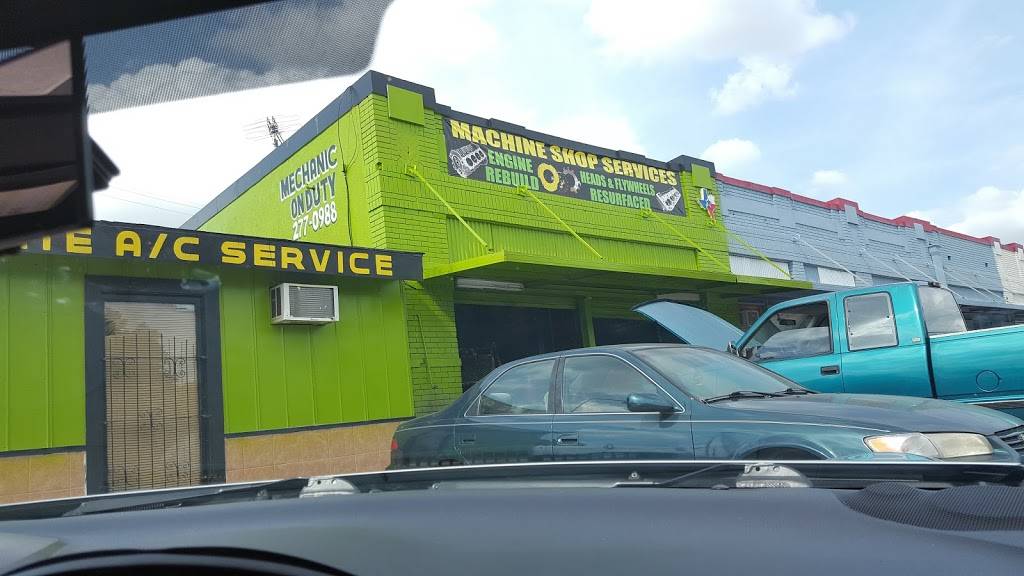 MACHINE SHOP SERVICES
ENGINE
REBUILD
HEADS & FLYWHEELS
RESURFACED
MECHANIC
ON DUTY
277-0988
A/C SERVICE